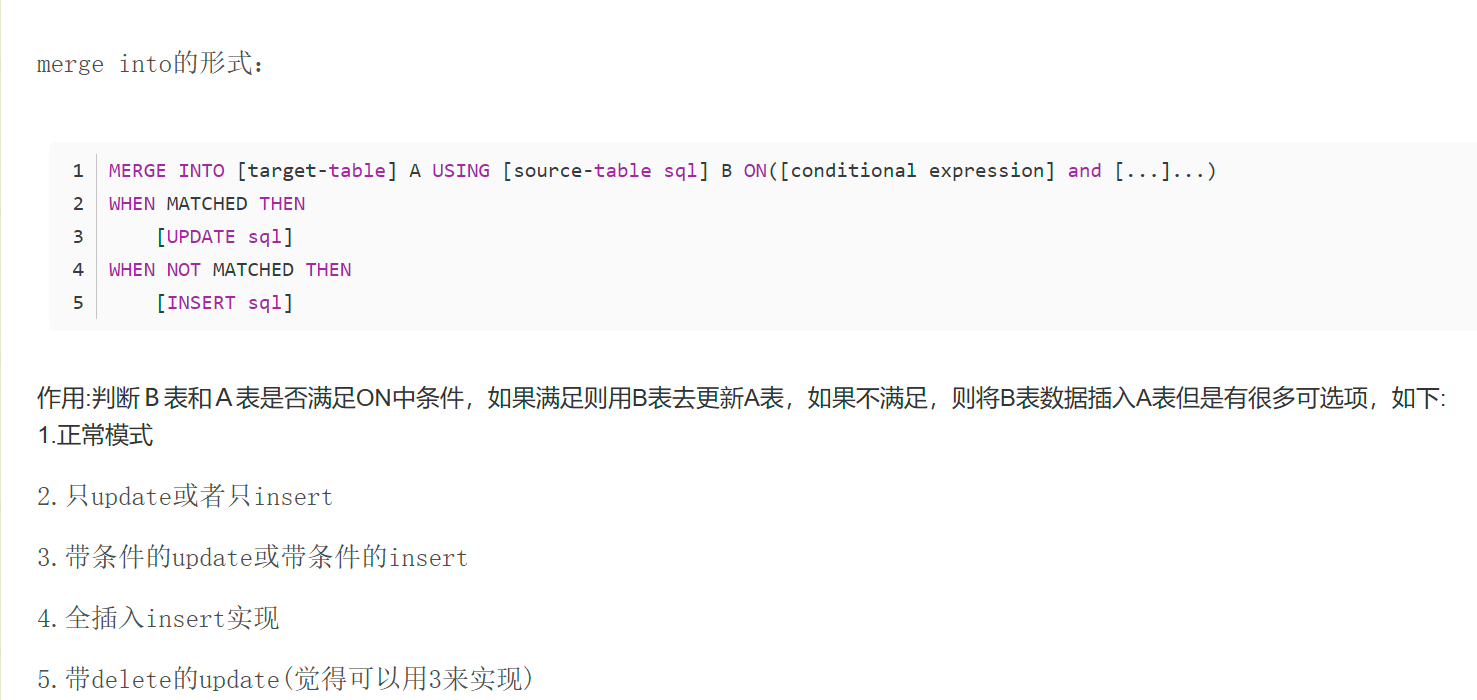 merge into的形式：
1 MERGE INTO [target-table] A USING [source-table sql] B ON([conditional expression] and [...]...)
2 WHEN MATCHED THEN
3     [UPDATE sql]
4 WHEN NOT MATCHED THEN
5     [INSERT sql]
作用:判断Ｂ表和Ａ表是否满足ON中条件，如果满足则用B表去更新A表，如果不满足，则将B表数据插入A表但是有很多可选项，如下:
1.正常模式
2.只update或者只insert
3.带条件的update或带条件的insert
4.全插入insert实现
5.带delete的update(觉得可以用3来实现)